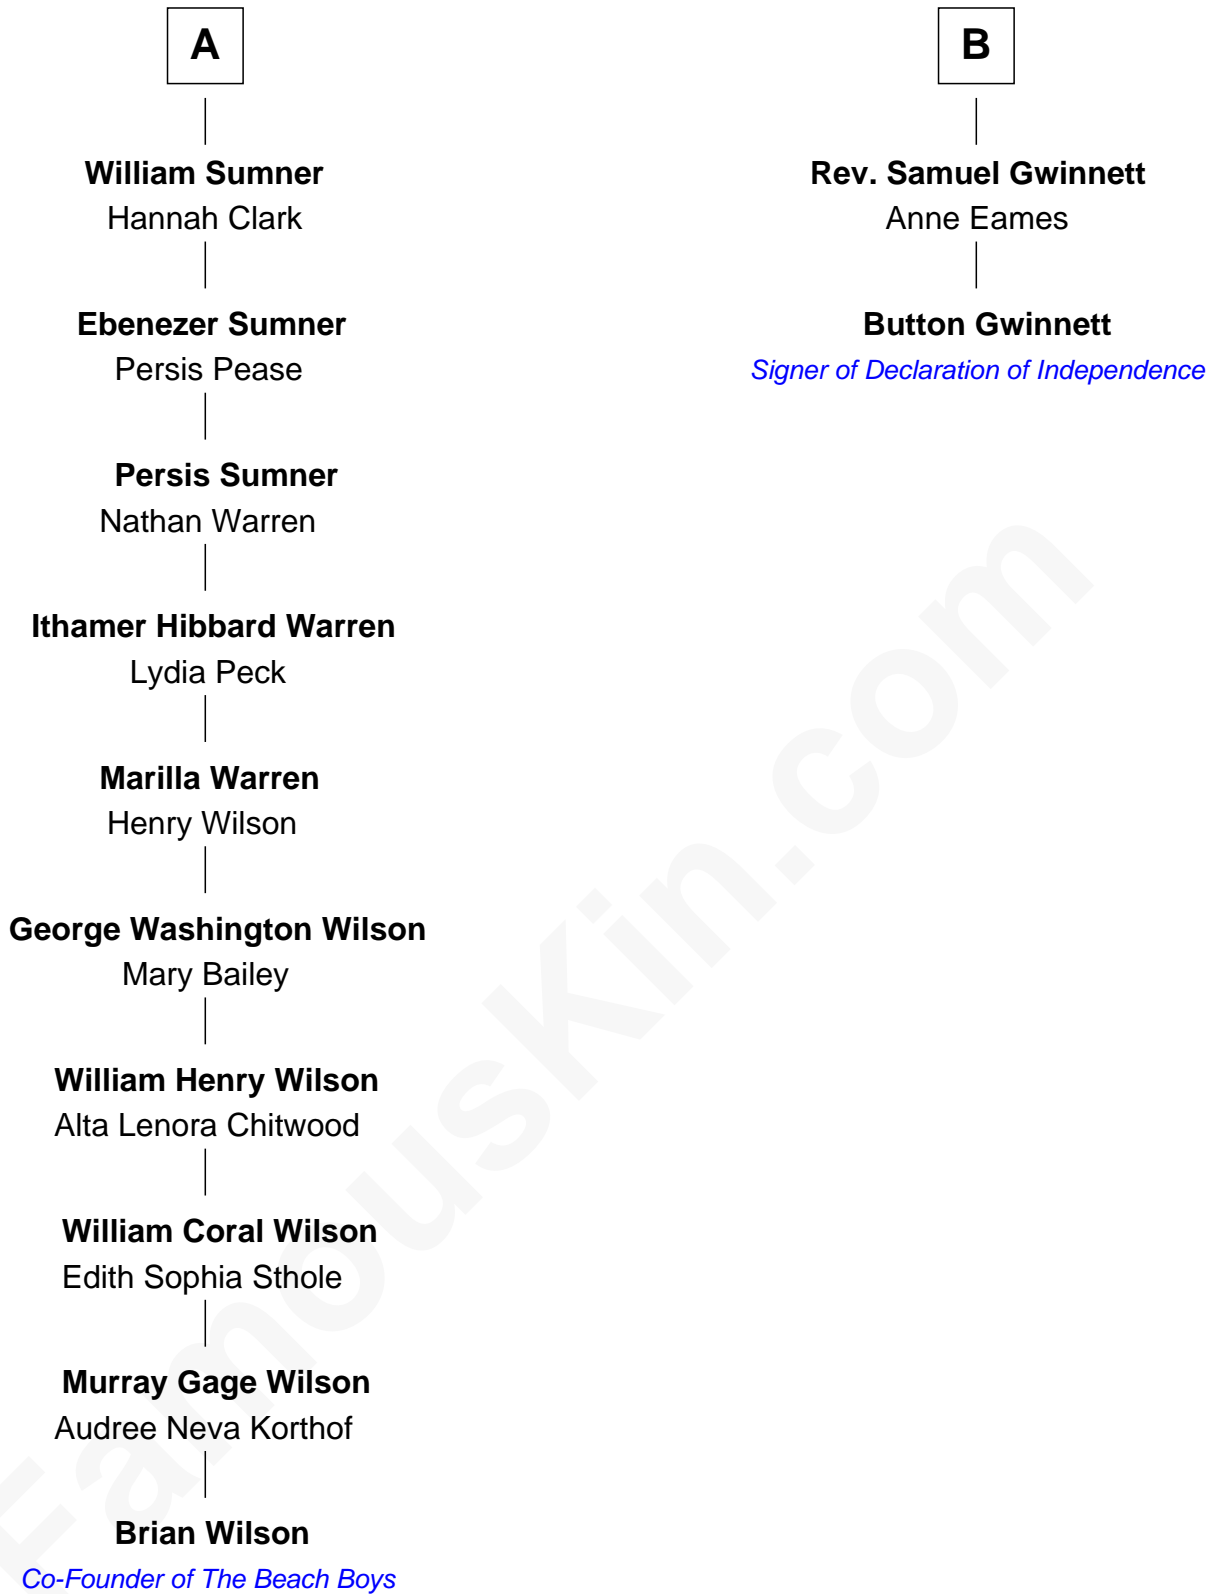 A
William Sumner
Hannah Clark
Ebenezer Sumner
Persis Pease
Persis Sumner
Nathan Warren
Ithamer Hibbard Warren
Lydia Peck
Marilla Warren
Henry Wilson
George Washington Wilson
Mary Bailey
William Henry Wilson
Alta Lenora Chitwood
William Coral Wilson
Edith Sophia Sthole
Murray Gage Wilson
Audree Neva Korthof
Brian Wilson
Co-Founder of The Beach Boys
B
Rev. Samuel Gwinnett
Anne Eames
Button Gwinnett
Signer of Declaration of Independence
FamousKin.com